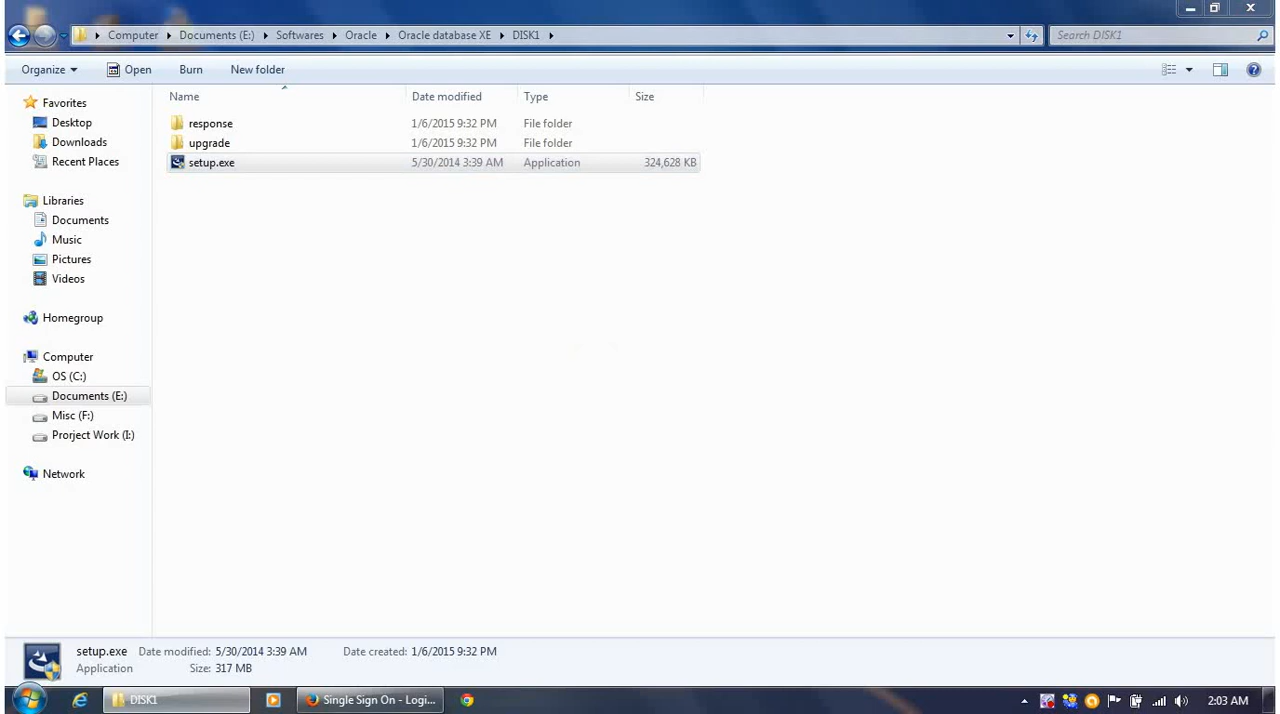 Computer Documents (E:) Softwares Oracle Oracle database XE DISK1 Search DISK1
Organize Open Burn New folder
Name Date modified Type Size
Favorites
Desktop
Downloads
Recent Places
Libraries
Documents
Music
Pictures
Videos
Homegroup
Computer
OS (C:)
Documents (E:)
Misc (F:)
Prorject Work (I:)
Network
response 1/6/2015 9:32 PM File folder
upgrade 1/6/2015 9:32 PM File folder
setup.exe 5/30/2014 3:39 AM Application 324,628 KB
setup.exe Date modified: 5/30/2014 3:39 AM Date created: 1/6/2015 9:32 PM
Application Size: 317 MB
DISK1 Single Sign On - Logi... 2:03 AM